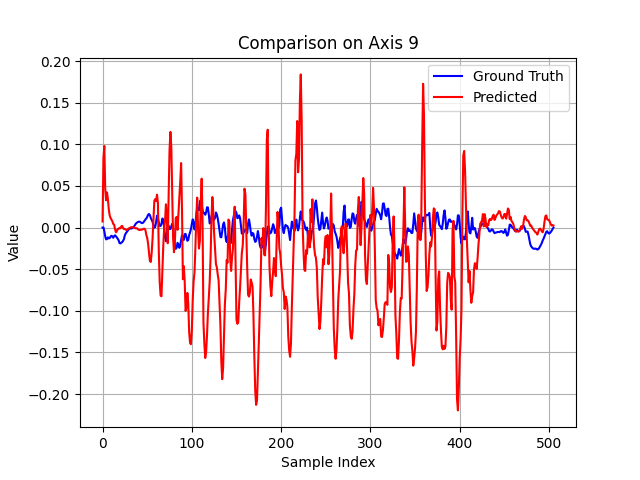 Comparison on Axis 9
Ground Truth
Predicted
0.20
0.15
0.10
0.05
0.00
−0.05
−0.10
−0.15
−0.20
Value
0 100 200 300 400 500
Sample Index